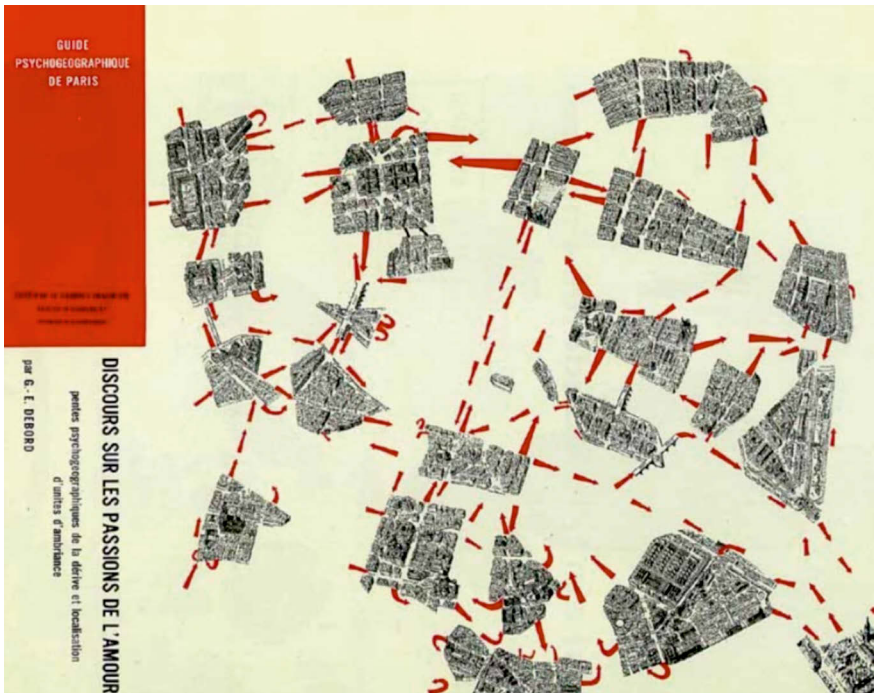 GUIDE
PSYCHOGEOGRAPHIQUE
DE PARIS
DISCOURS SUR LES PASSIONS DE L'AMOUR
pentes psychogeographiques de la dérive et localisation
d'unites d'ambiance
par G.-E. DEBORD